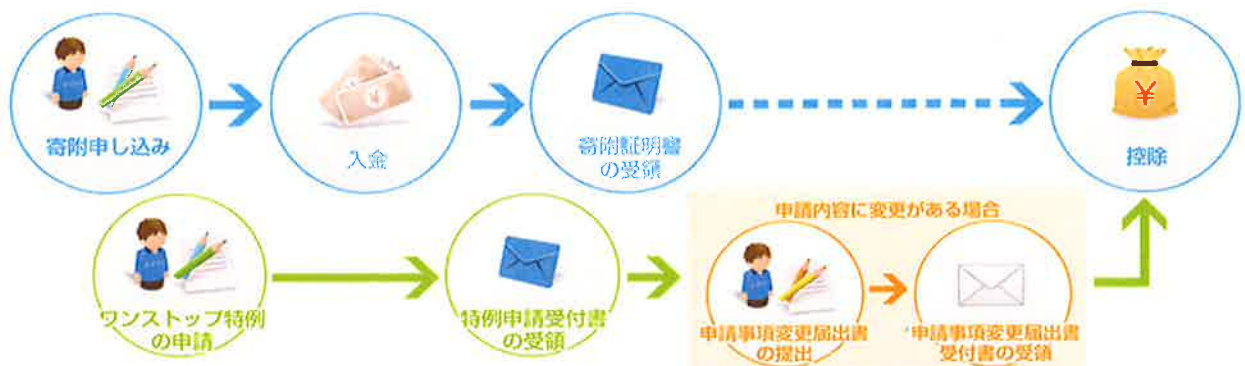 寄附申し込み
入金
寄附証明書
の受領
控除
¥
¥
申請内容に変更がある場合
ワンストップ特例
の申請
特例申請受付書
の受領
申請事項変更届出書
の提出
申請事項変更届出書
受付書の受領